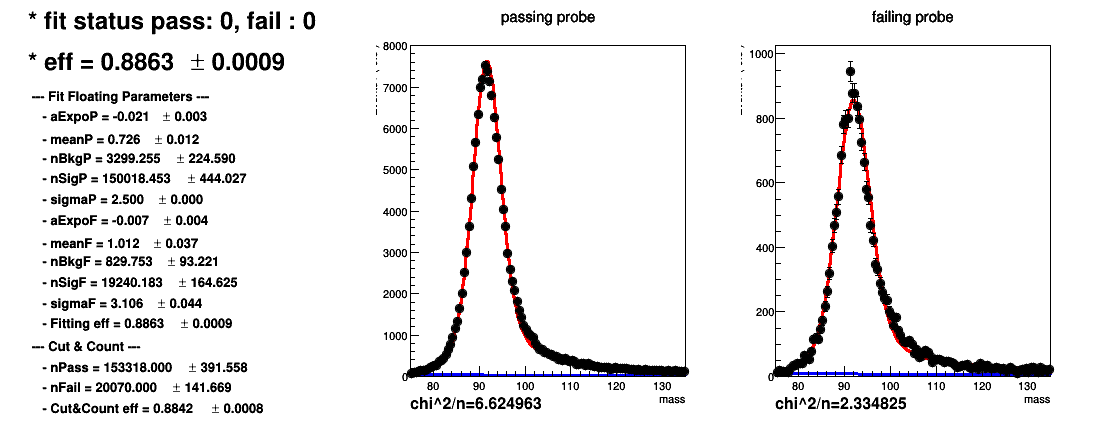 * fit status pass: 0, fail : 0
* eff = 0.8863 ± 0.0009
--- Fit Floating Parameters ---
- aExpoP = -0.021 ± 0.003
- meanP = 0.726 ± 0.012
- nBkgP = 3299.255 ± 224.590
- nSigP = 150018.453 ± 444.027
- sigmaP = 2.500 ± 0.000
- aExpoF = -0.007 ± 0.004
- meanF = 1.012 ± 0.037
- nBkgF = 829.753 ± 93.221
- nSigF = 19240.183 ± 164.625
- sigmaF = 3.106 ± 0.044
- Fitting eff = 0.8863 ± 0.0009
--- Cut & Count ---
- nPass = 153318.000 ± 391.558
- nFail = 20070.000 ± 141.669
- Cut&Count eff = 0.8842 ± 0.0008
passing probe
8000
7000
6000
5000
4000
3000
2000
1000
0
80 90 100 110 120 130
mass
chi^2/n=6.624963
failing probe
1000
800
600
400
200
0
80 90 100 110 120 130
mass
chi^2/n=2.334825